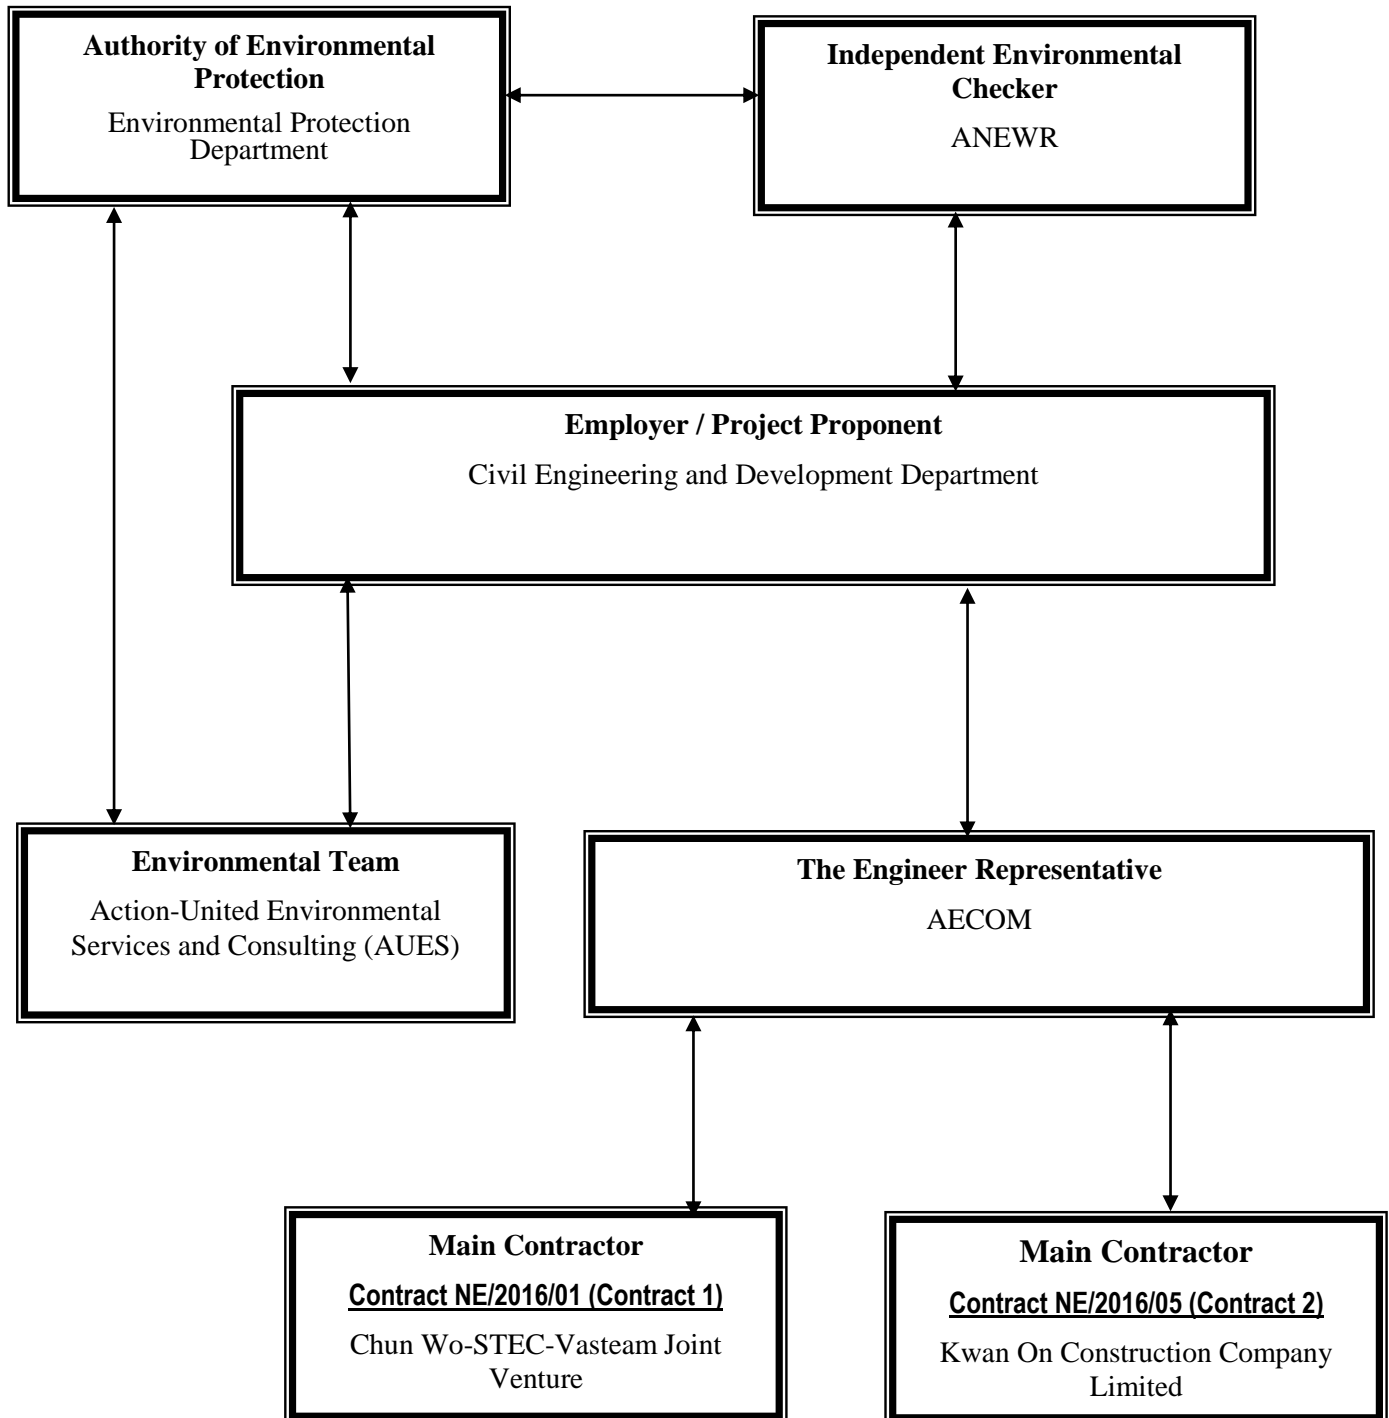 Authority of Environmental
Protection
Environmental Protection
Department
Independent Environmental
Checker
ANEWR
Employer / Project Proponent
Civil Engineering and Development Department
Environmental Team
Action-United Environmental
Services and Consulting (AUES)
The Engineer Representative
AECOM
Main Contractor
Contract NE/2016/01 (Contract 1)
Chun Wo-STEC-Vasteam Joint
Venture
Main Contractor
Contract NE/2016/05 (Contract 2)
Kwan On Construction Company
Limited